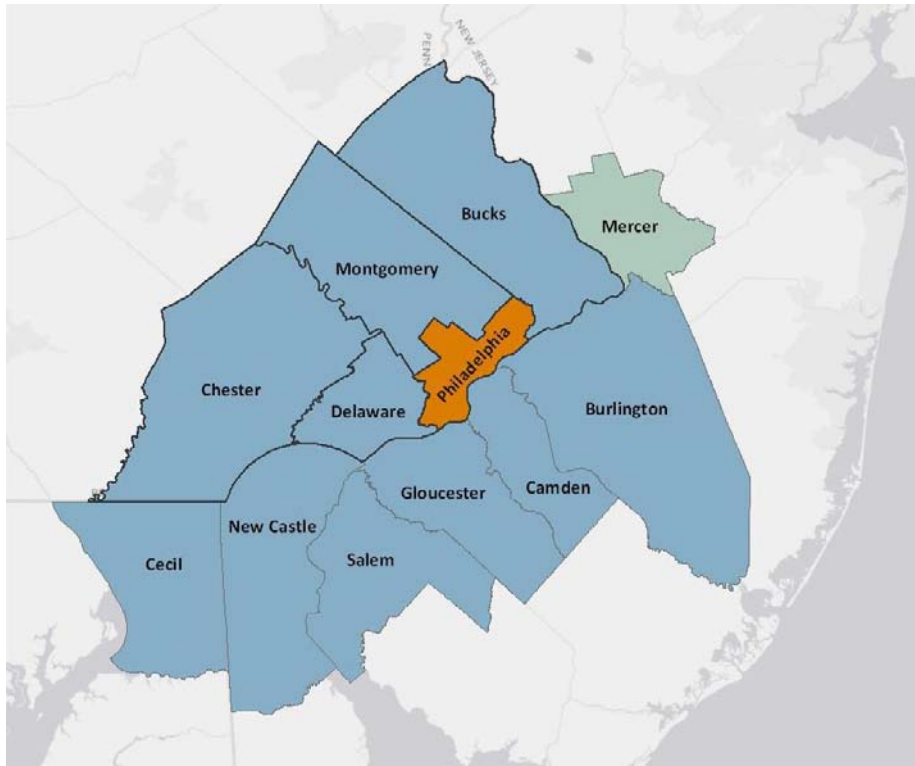 PENN
NEW JERSEY
Bucks
Mercer
Montgomery
Philadelphia
Chester
Delaware
Burlington
Gloucester
Camden
New Castle
Cecil
Salem